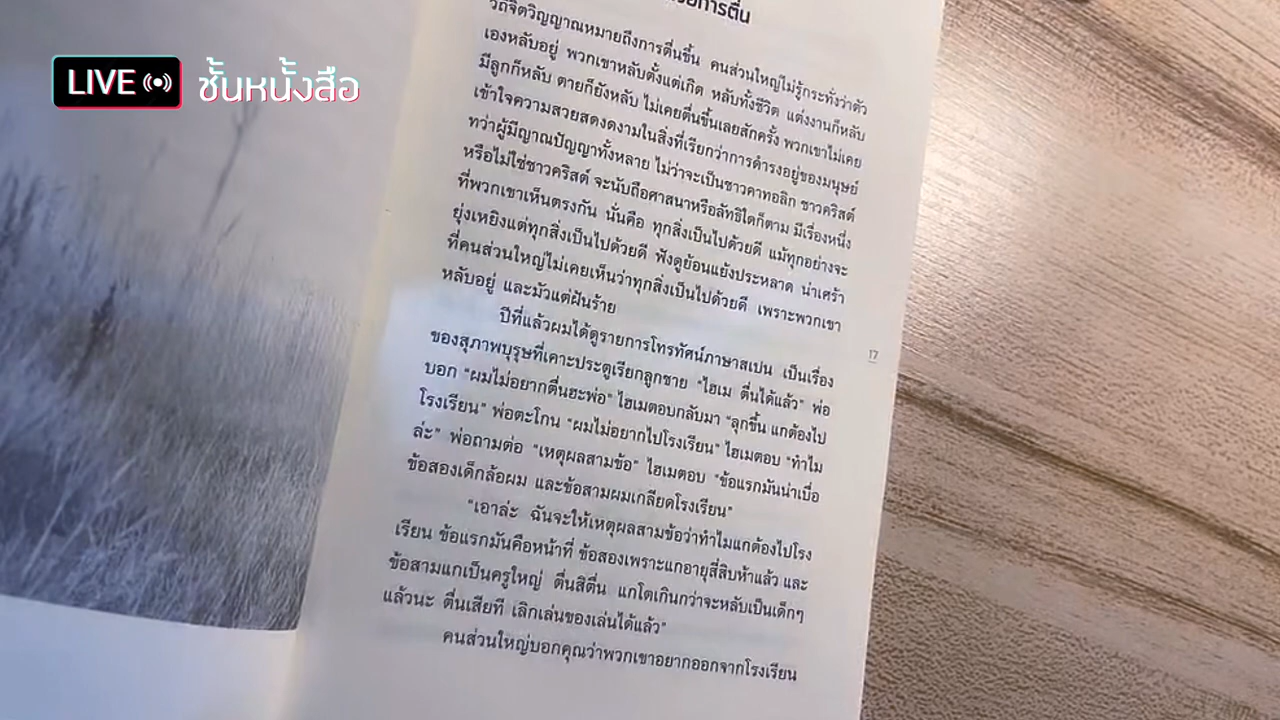 LIVE
ชั้นหนั้งสือ
การตื่น
วิถีจิตวิญญาณหมายถึงการตื่นขึ้น คนส่วนใหญ่ไม่รู้กระทั่งว่าตัว
เองหลับอยู่ พวกเขาหลับตั้งแต่เกิด หลับทั้งชีวิต แต่งงานก็หลับ
มีลูกก็หลับ ตายก็ยังหลับ ไม่เคยตื่นขึ้นเลยสักครั้ง พวกเขาไม่เคย
เข้าใจความสวยสดงดงามในสิ่งที่เรียกว่าการดำรงอยู่ของมนุษย์
ทว่าผู้มีญาณปัญญาทั้งหลาย ไม่ว่าจะเป็นชาวคาทอลิก ชาวคริสต์
หรือไม่ใช่ชาวคริสต์ จะนับถือศาสนาหรือลัทธิใดก็ตาม มีเรื่องหนึ่ง
ที่พวกเขาเห็นตรงกัน นั่นคือ ทุกสิ่งเป็นไปด้วยดี แม้ทุกอย่างจะ
ยุ่งเหยิงแต่ทุกสิ่งเป็นไปด้วยดี ฟังดูย้อนแย้งประหลาด น่าเศร้า
ที่คนส่วนใหญ่ไม่เคยเห็นว่าทุกสิ่งเป็นไปด้วยดี เพราะพวกเขา
หลับอยู่ และมัวแต่ฝันร้าย
ปีที่แล้วผมได้ดูรายการโทรทัศน์ภาษาสเปน เป็นเรื่อง
ของสุภาพบุรุษที่เคาะประตูเรียกลูกชาย “ไฮเม ตื่นได้แล้ว” พ่อ
บอก “ผมไม่อยากตื่นฮะพ่อ” ไฮเมตอบกลับมา “ลุกขึ้น แกต้องไป
โรงเรียน” พ่อตะโกน “ผมไม่อยากไปโรงเรียน” ไฮเมตอบ “ทำไม
ล่ะ” พ่อถามต่อ “เหตุผลสามข้อ” ไฮเมตอบ “ข้อแรกมันน่าเบื่อ
ข้อสองเด็กล้อผม และข้อสามผมเกลียดโรงเรียน”
“เอาล่ะ ฉันจะให้เหตุผลสามข้อว่าทำไมแกต้องไปโรง
เรียน ข้อแรกมันคือหน้าที่ ข้อสองเพราะแกอายุสี่สิบห้าแล้ว และ
ข้อสามแกเป็นครูใหญ่ ตื่นสิตื่น แกโตเกินกว่าจะหลับเป็นเด็กๆ
แล้วนะ ตื่นเสียที เลิกเล่นของเล่นได้แล้ว”
คนส่วนใหญ่บอกคุณว่าพวกเขาอยากออกจากโรงเรียน
17